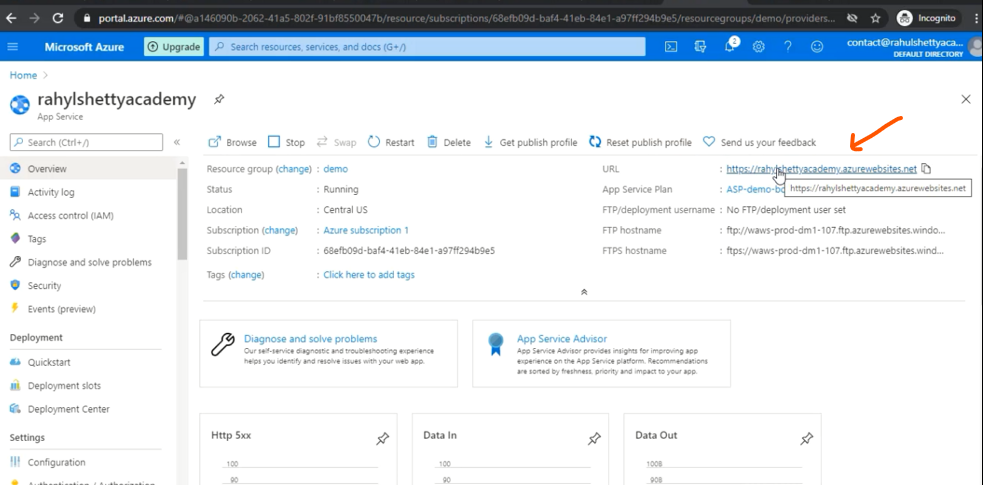 portal.azure.com/#@a146090b-2062-41a5-802f-91bf8550047b/resource/subscriptions/68efb09d-baf4-41eb-84e1-a97ff294b9e5/resourcegroups/demo/providers...
Incognito
Microsoft Azure
Upgrade
Search resources, services, and docs (G+/)
2
contact@rahulshettyaca...
DEFAULT DIRECTORY
Home >
rahylshettyacademy
App Service
Search (Ctrl+/)
Browse Stop Swap Restart Delete Get publish profile Reset publish profile Send us your feedback
Overview
Activity log
Access control (IAM)
Tags
Diagnose and solve problems
Security
Events (preview)
Deployment
Quickstart
Deployment slots
Deployment Center
Settings
Configuration
Authentication / Authorization
Resource group (change) : demo
Status : Running
Location : Central US
Subscription (change) : Azure subscription 1
Subscription ID : 68efb09d-baf4-41eb-84e1-a97ff294b9e5
Tags (change) : Click here to add tags
URL : https://rahylshettyacademy.azurewebsites.net
https://rahylshettyacademy.azurewebsites.net
App Service Plan :
FTP/deployment username : No FTP/deployment user set
FTP hostname : ftp://waws-prod-dm1-107.ftp.azurewebsites.windo...
FTPS hostname : ftps://waws-prod-dm1-107.ftp.azurewebsites.wind...
Diagnose and solve problems
Our self-service diagnostic and troubleshooting experience
helps you identify and resolve issues with your web app.
App Service Advisor
App Service Advisor provides insights for improving app
experience on the App Service platform. Recommendations
are sorted by freshness, priority and impact to your app.
Http 5xx
100
90
Data In
100
90
Data Out
100B
90B